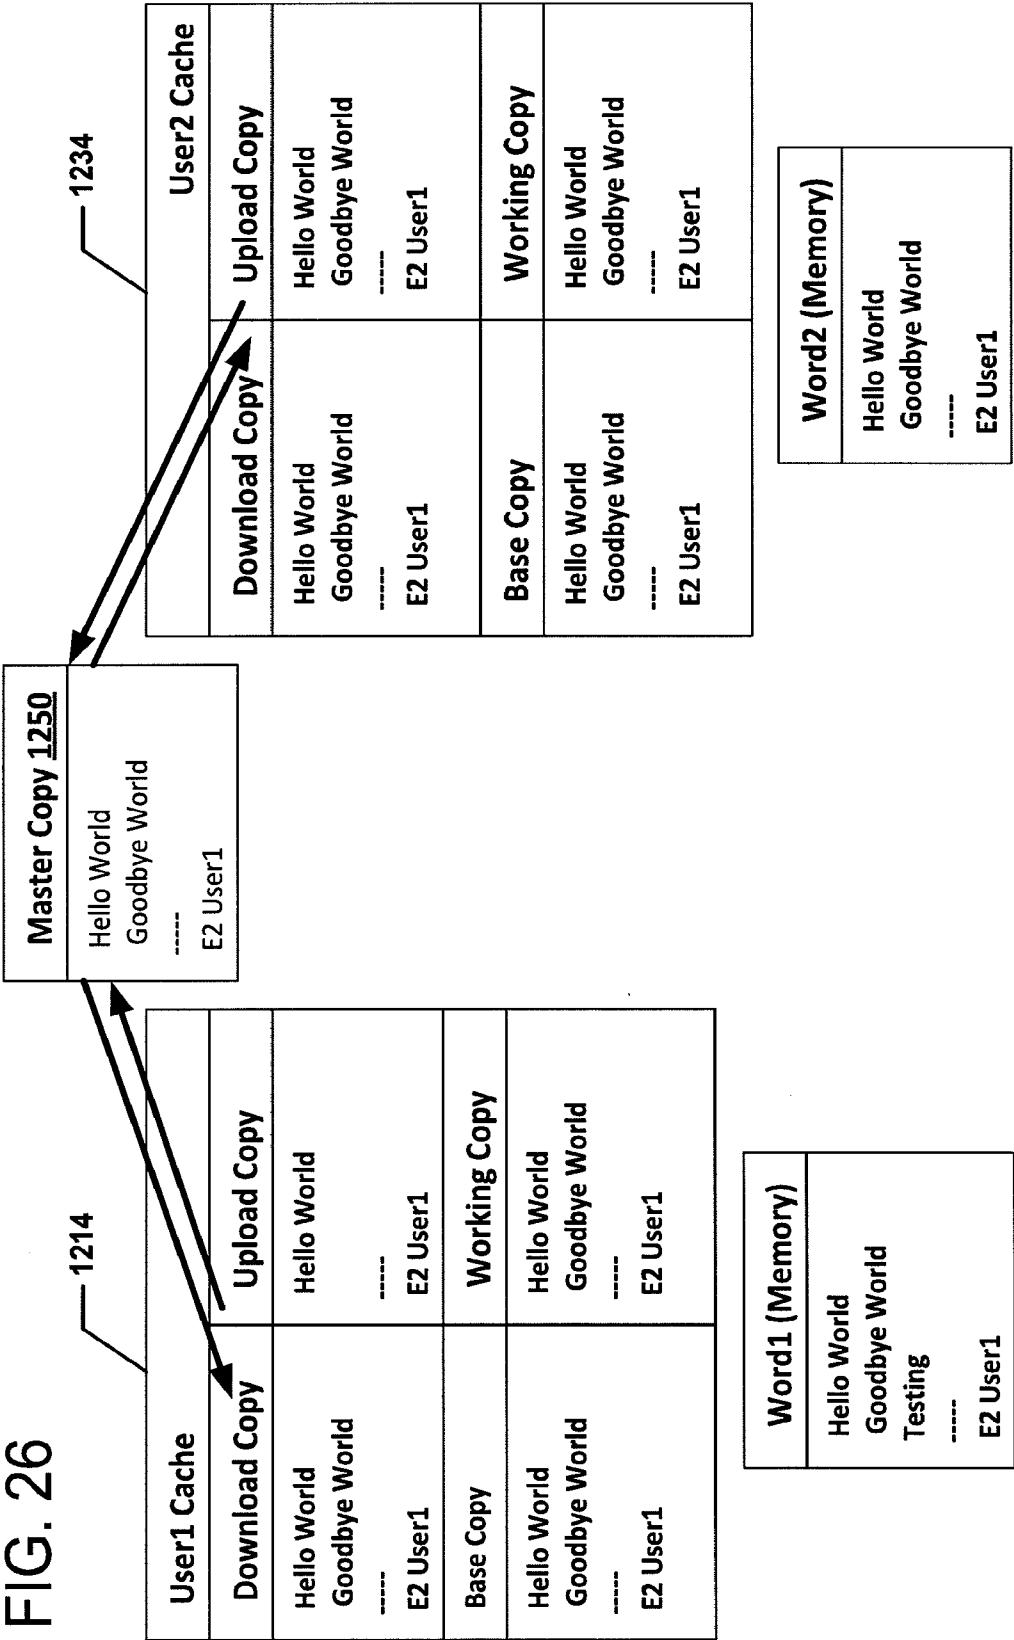 FIG. 26
Master Copy 1250
Hello World
Goodbye World
-----
E2 User1
1214
User1 Cache
Download Copy
Hello World
Goodbye World
-----
E2 User1
Upload Copy
Hello World
-----
E2 User1
Base Copy
Hello World
Goodbye World
-----
E2 User1
Working Copy
Hello World
Goodbye World
-----
E2 User1
Word1 (Memory)
Hello World
Goodbye World
Testing
-----
E2 User1
1234
User2 Cache
Download Copy
Hello World
Goodbye World
-----
E2 User1
Upload Copy
Hello World
Goodbye World
-----
E2 User1
Base Copy
Hello World
Goodbye World
-----
E2 User1
Working Copy
Hello World
Goodbye World
-----
E2 User1
Word2 (Memory)
Hello World
Goodbye World
-----
E2 User1